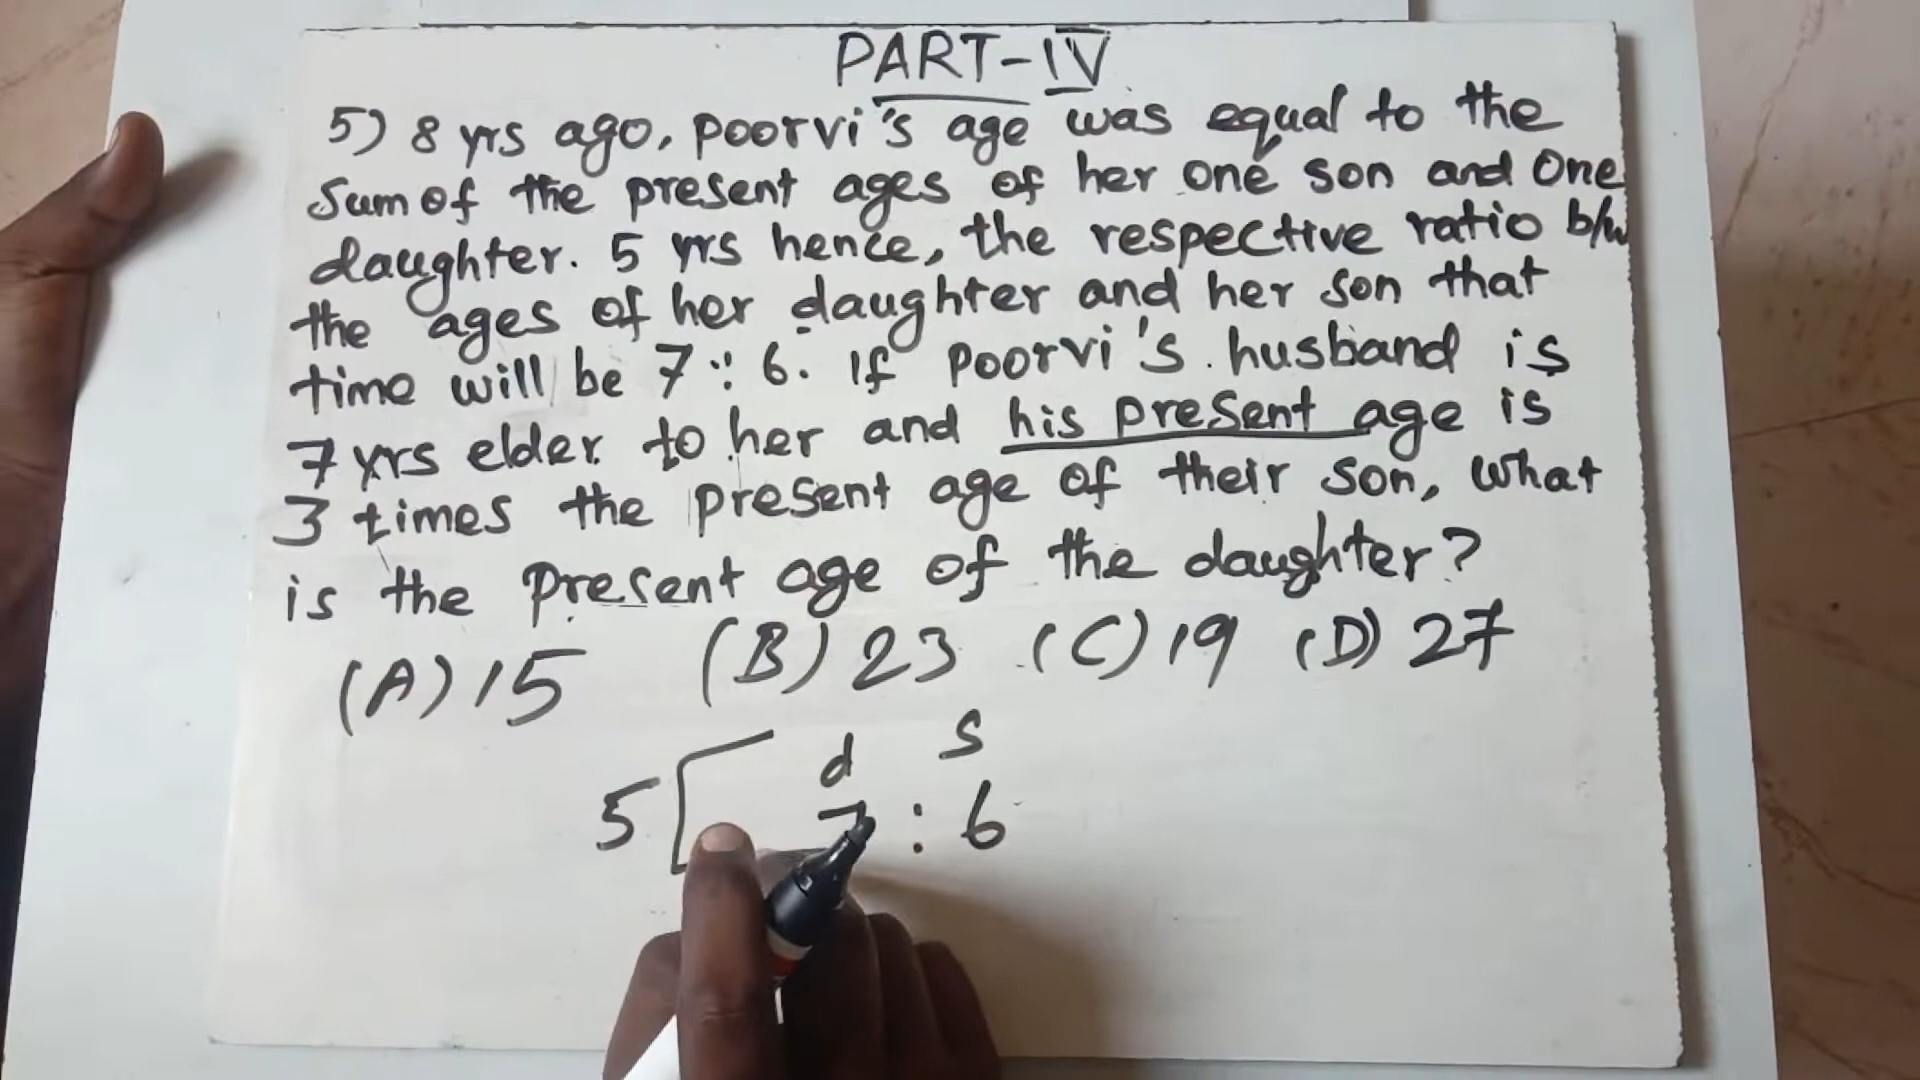 PART-IV
5) 8 yrs ago, poorvi's age was equal to the
Sum of the present ages of her one son and One
daughter. 5 yrs hence, the respective ratio b/w
the ages of her daughter and her son that
time will be 7 : 6. If poorvi's husband is
7 yrs elder to her and his present age is
3 times the present age of their son, what
is the present age of the daughter?
(A) 15 (B) 23 (C) 19 (D) 27
d s
5 7 : 6